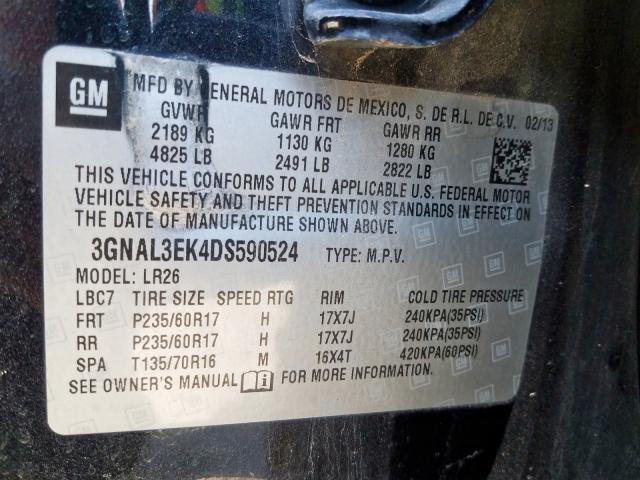 GM
MFD BY GENERAL MOTORS DE MEXICO, S. DE R.L. DE C.V. 02/13
GVWR GAWR FRT GAWR RR
2189 KG 1130 KG 1280 KG
4825 LB 2491 LB 2822 LB
THIS VEHICLE CONFORMS TO ALL APPLICABLE U.S. FEDERAL MOTOR
VEHICLE SAFETY AND THEFT PREVENTION STANDARDS IN EFFECT ON
THE DATE OF MANUFACTURE SHOWN ABOVE.
3GNAL3EK4DS590524 TYPE: M.P.V.
MODEL: LR26
LBC7 TIRE SIZE SPEED RTG RIM COLD TIRE PRESSURE
FRT P235/60R17 H 17X7J 240KPA(35PSI)
RR P235/60R17 H 17X7J 240KPA(35PSI)
SPA T135/70R16 M 16X4T 420KPA(60PSI)
SEE OWNER'S MANUAL FOR MORE INFORMATION.